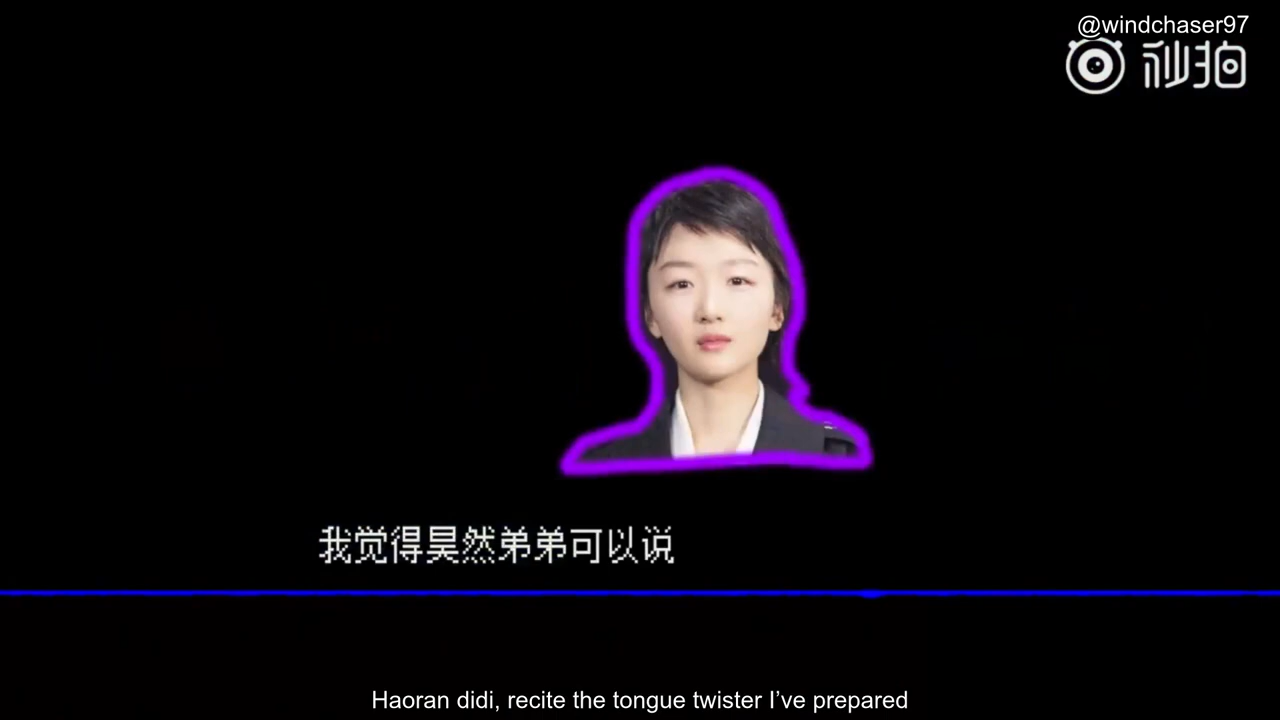 @windchaser97
秒拍
我觉得昊然弟弟可以说
Haoran didi, recite the tongue twister I’ve prepared